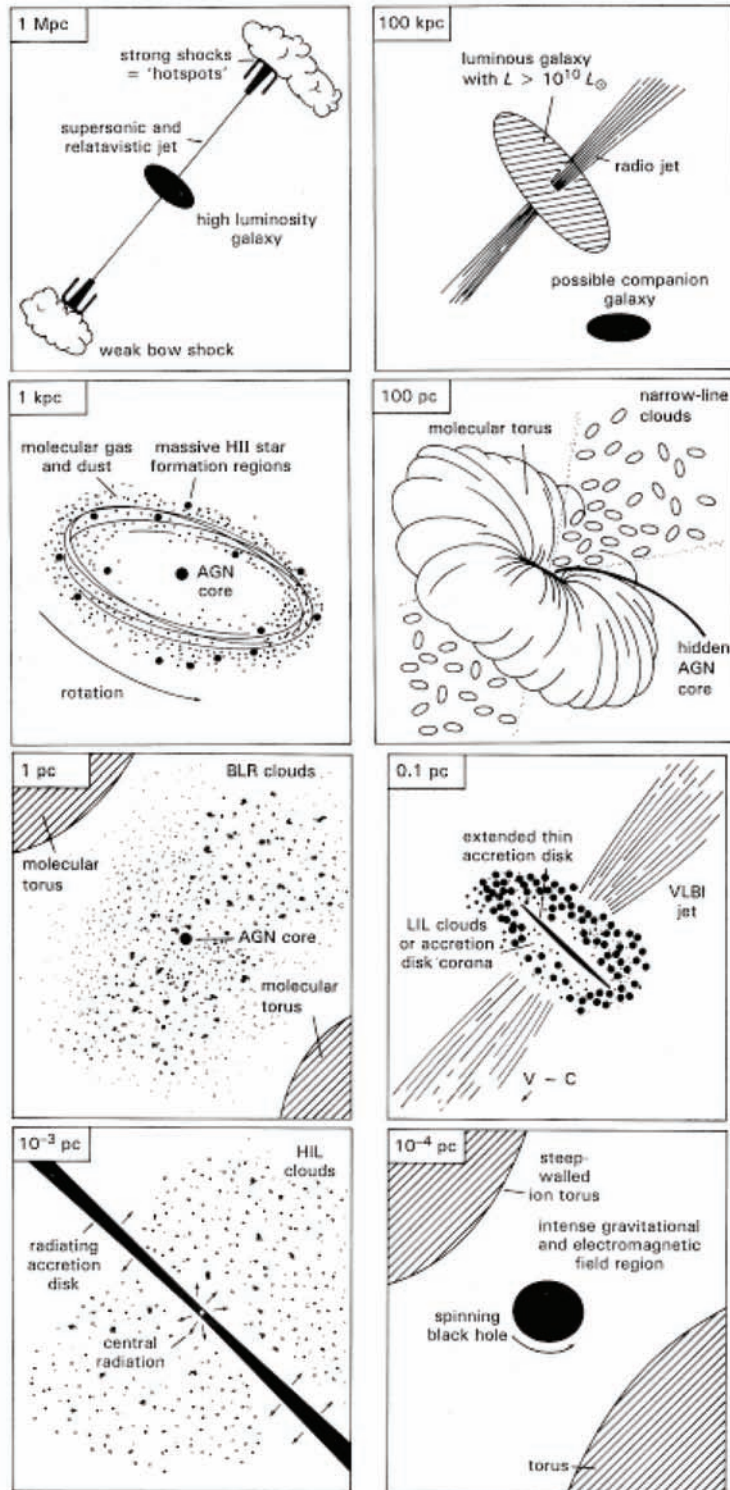 1 Mpc
strong shocks
= 'hotspots'
supersonic and
relatavistic jet
high luminosity
galaxy
weak bow shock
100 kpc
luminous galaxy
with L > 10¹⁰ L☉
radio jet
possible companion
galaxy
1 kpc
molecular gas
and dust
massive HII star
formation regions
AGN
core
rotation
100 pc
narrow-line
clouds
molecular torus
hidden
AGN
core
1 pc
BLR clouds
molecular
torus
AGN core
molecular
torus
0.1 pc
extended thin
accretion disk
VLBI
jet
LIL clouds
or accretion
disk corona
V – C
10⁻³ pc
HIL
clouds
radiating
accretion
disk
central
radiation
10⁻⁴ pc
steep-
walled
ion torus
intense gravitational
and electromagnetic
field region
spinning
black hole
torus